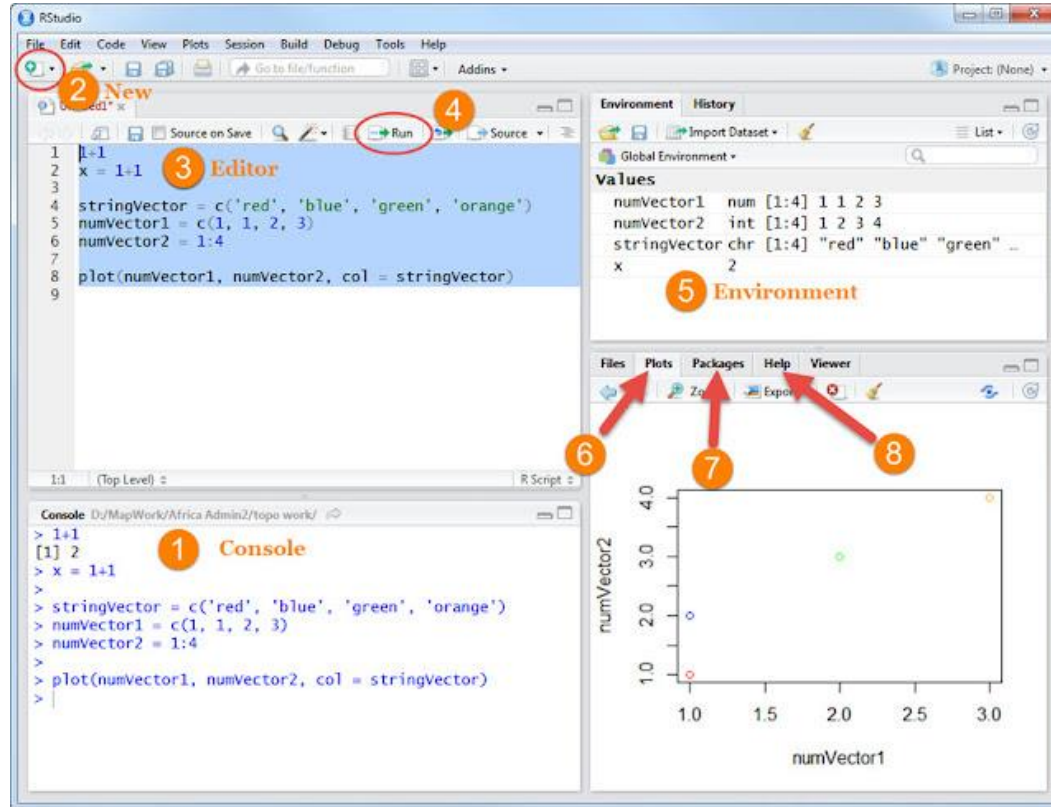 RStudio
File Edit Code View Plots Session Build Debug Tools Help
Go to file/function Addins Project: (None)
2 New
4
Source on Save Run Source
1 1+1
2 x = 1+1
3 Editor
3
4 stringVector = c('red', 'blue', 'green', 'orange')
5 numVector1 = c(1, 1, 2, 3)
6 numVector2 = 1:4
7
8 plot(numVector1, numVector2, col = stringVector)
9
1:1 (Top Level) R Script
Console D:/MapWork/Africa Admin2/topo work/
> 1+1
[1] 2
1 Console
> x = 1+1
>
> stringVector = c('red', 'blue', 'green', 'orange')
> numVector1 = c(1, 1, 2, 3)
> numVector2 = 1:4
>
> plot(numVector1, numVector2, col = stringVector)
>
Environment History
Import Dataset List
Global Environment
Values
numVector1 num [1:4] 1 1 2 3
numVector2 int [1:4] 1 2 3 4
stringVector chr [1:4] "red" "blue" "green" …
x 2
5 Environment
Files Plots Packages Help Viewer
6
7
8
4.0
3.0
2.0
1.0
numVector2
1.0 1.5 2.0 2.5 3.0
numVector1